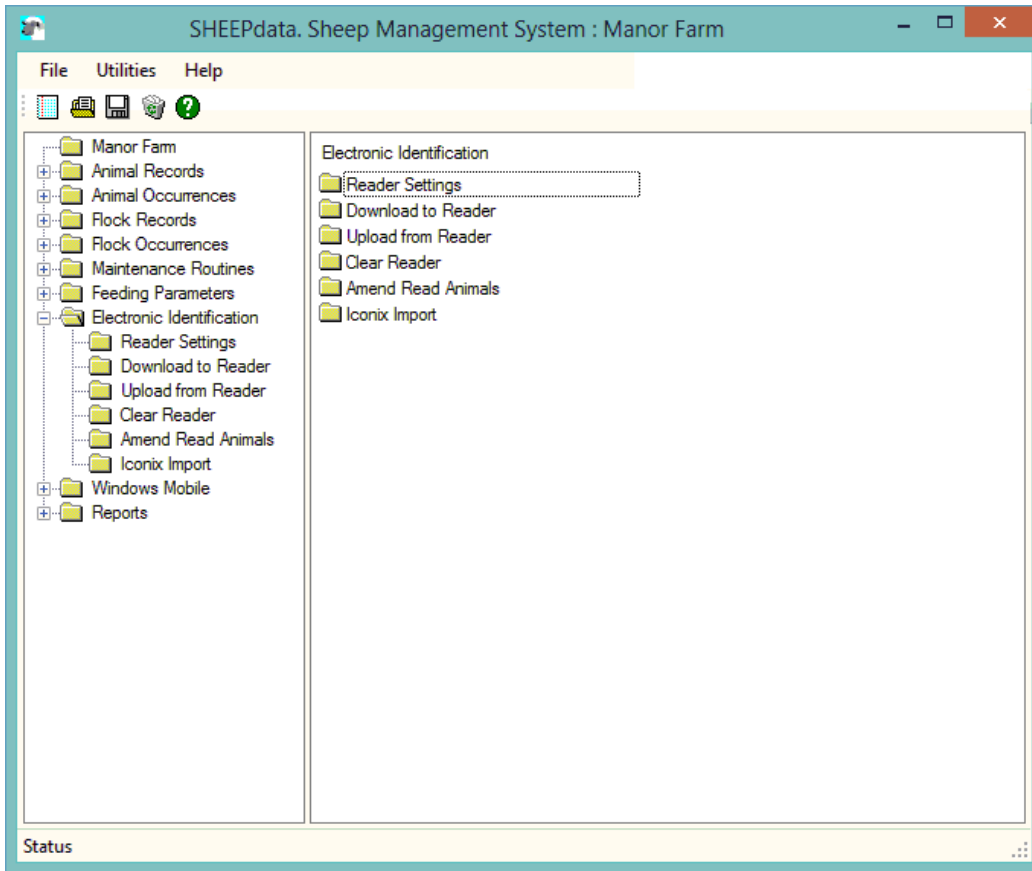 SHEEPdata. Sheep Management System : Manor Farm
File Utilities Help
Manor Farm
Animal Records
Animal Occurrences
Flock Records
Flock Occurrences
Maintenance Routines
Feeding Parameters
Electronic Identification
Reader Settings
Download to Reader
Upload from Reader
Clear Reader
Amend Read Animals
Iconix Import
Windows Mobile
Reports
Electronic Identification
Reader Settings
Download to Reader
Upload from Reader
Clear Reader
Amend Read Animals
Iconix Import
Status